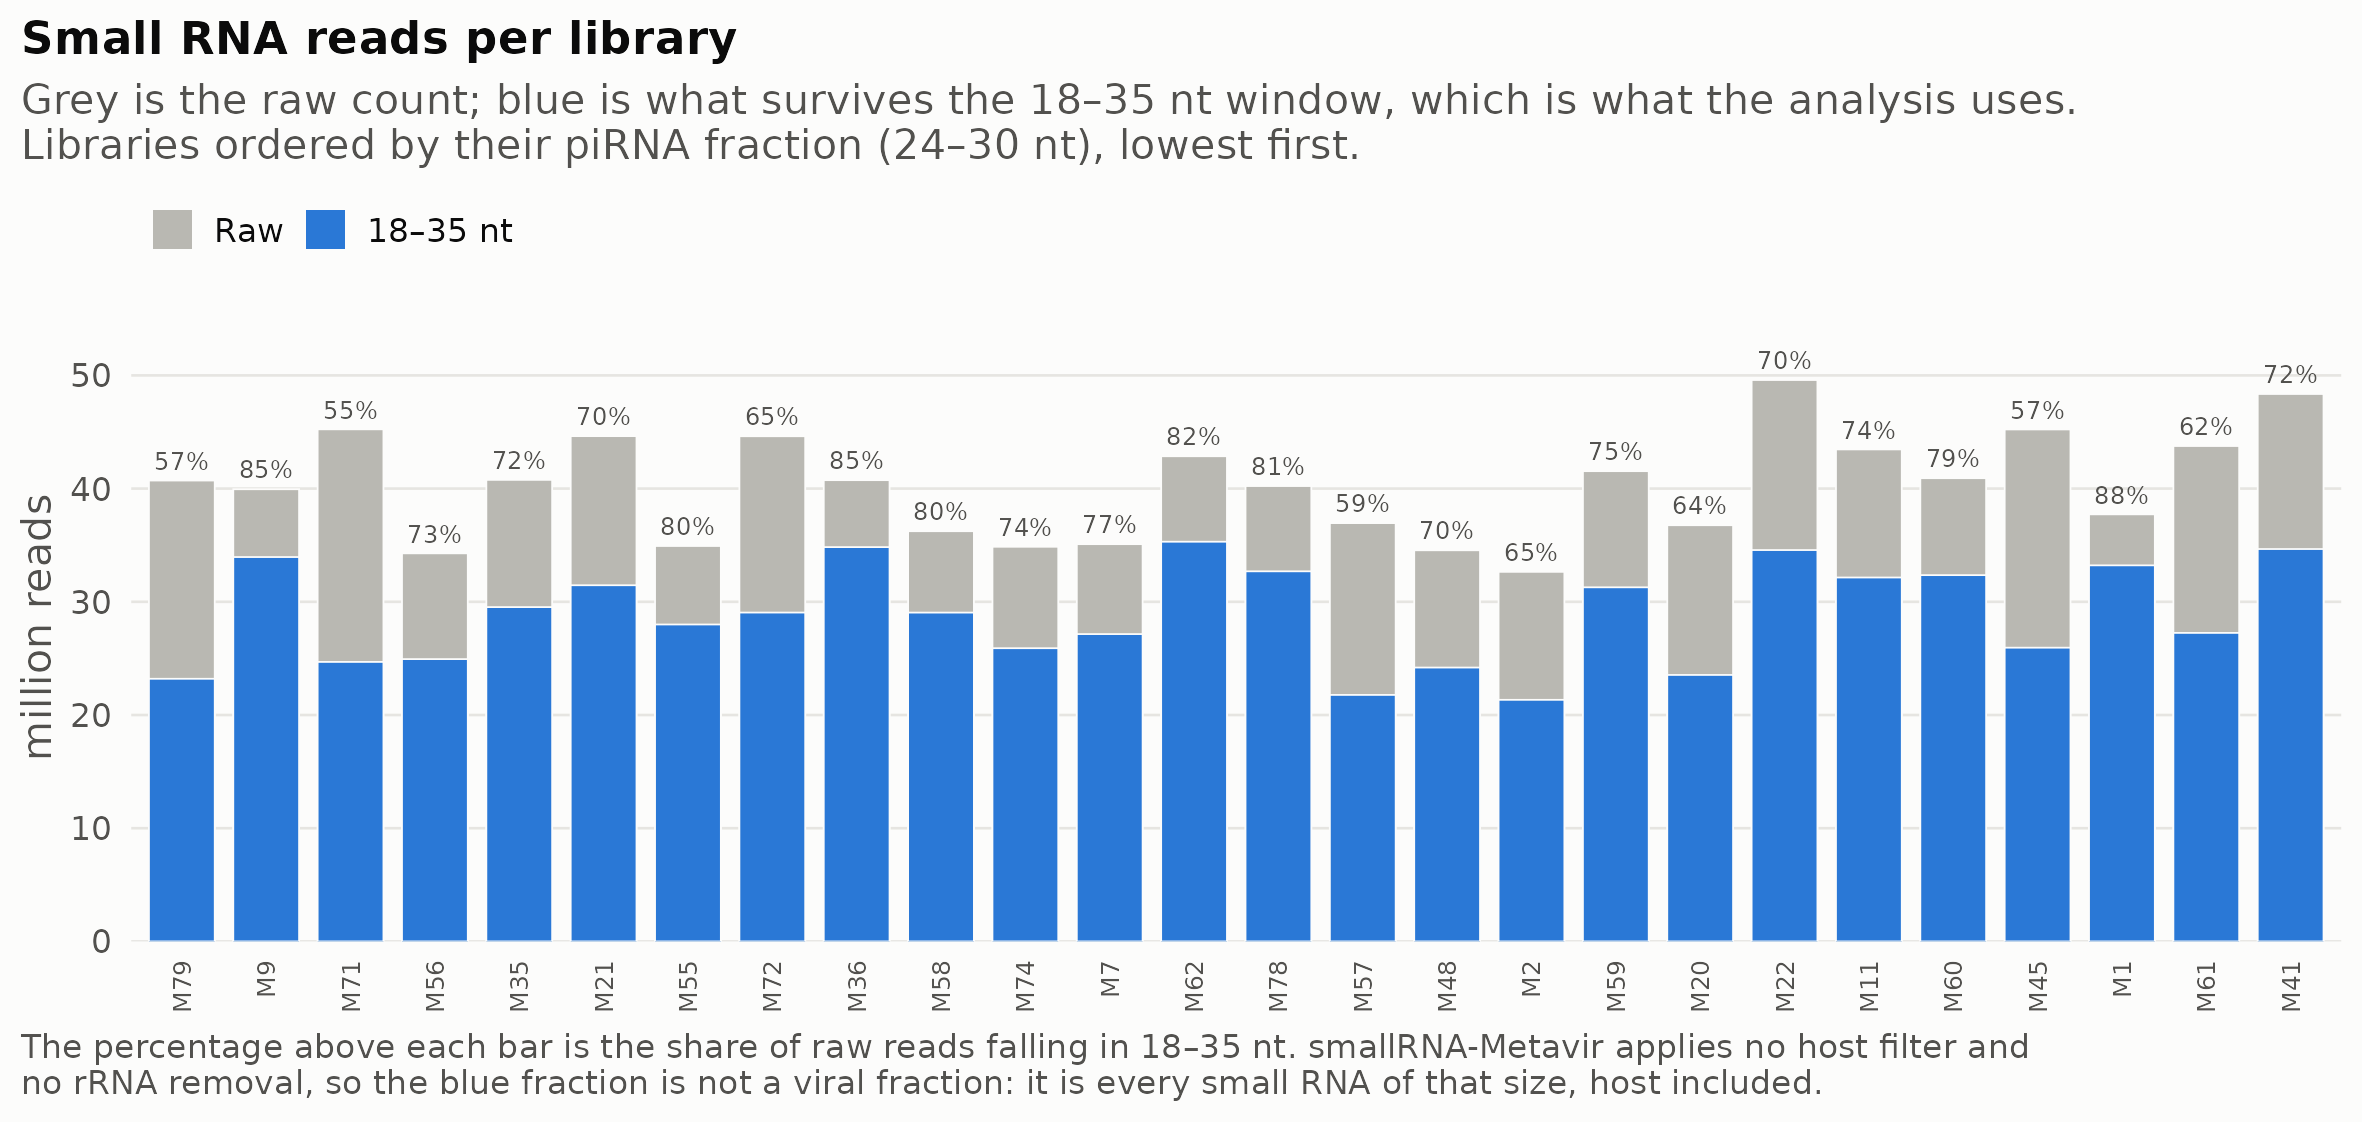 Small RNA reads per library
Grey is the raw count; blue is what survives the 18–35 nt window, which is what the analysis uses.
Libraries ordered by their piRNA fraction (24–30 nt), lowest first.
Raw 18–35 nt
million reads
50
40
30
20
10
0
57% 85% 55% 73% 72% 70% 80% 65% 85% 80% 74% 77% 82% 81% 59% 70% 65% 75% 64% 70% 74% 79% 57% 88% 62% 72%
M79 M9 M71 M56 M35 M21 M55 M72 M36 M58 M74 M7 M62 M78 M57 M48 M2 M59 M20 M22 M11 M60 M45 M1 M61 M41
The percentage above each bar is the share of raw reads falling in 18–35 nt. smallRNA-Metavir applies no host filter and
no rRNA removal, so the blue fraction is not a viral fraction: it is every small RNA of that size, host included.